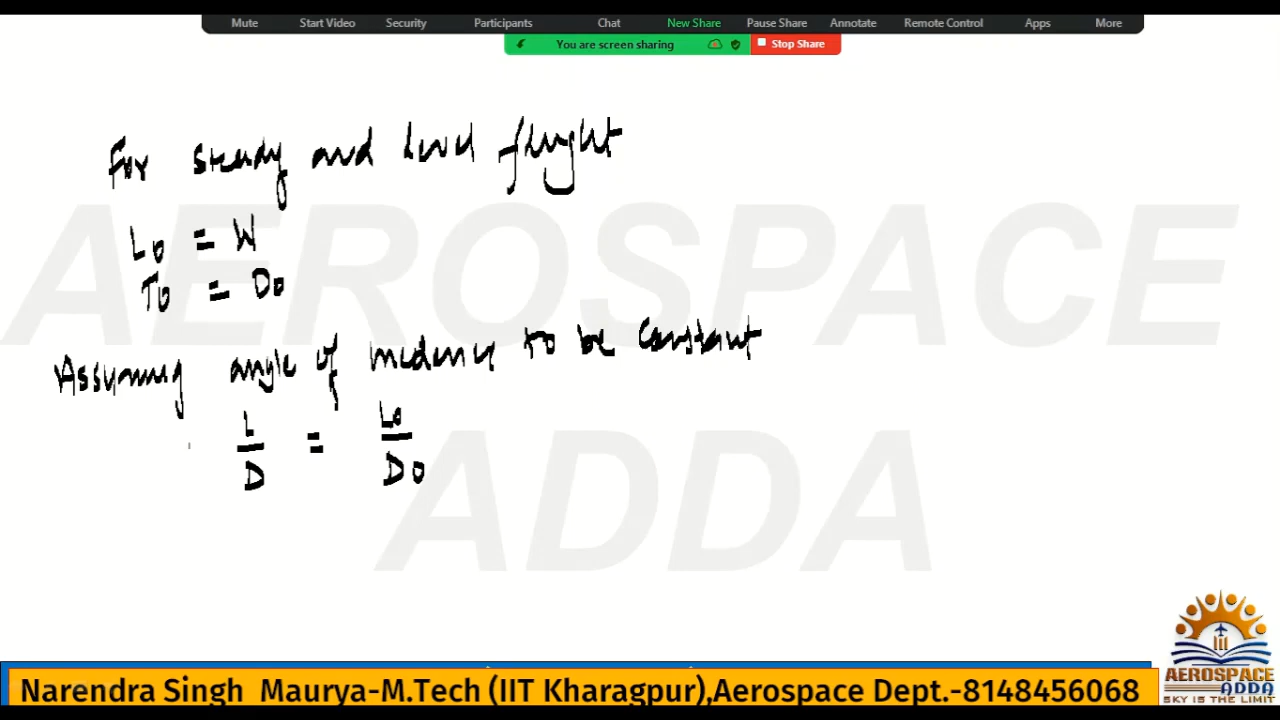 Mute Start Video Security Participants Chat New Share Pause Share Annotate Remote Control Apps More
You are screen sharing Stop Share
For steady and level flight
L0 = W
T0 = D0
Assuming angle of incidence to be constant
L/D = L0/D0
AEROSPACE
ADDA
Narendra Singh Maurya-M.Tech (IIT Kharagpur),Aerospace Dept.-8148456068
AEROSPACE
ADDA
SKY IS THE LIMIT